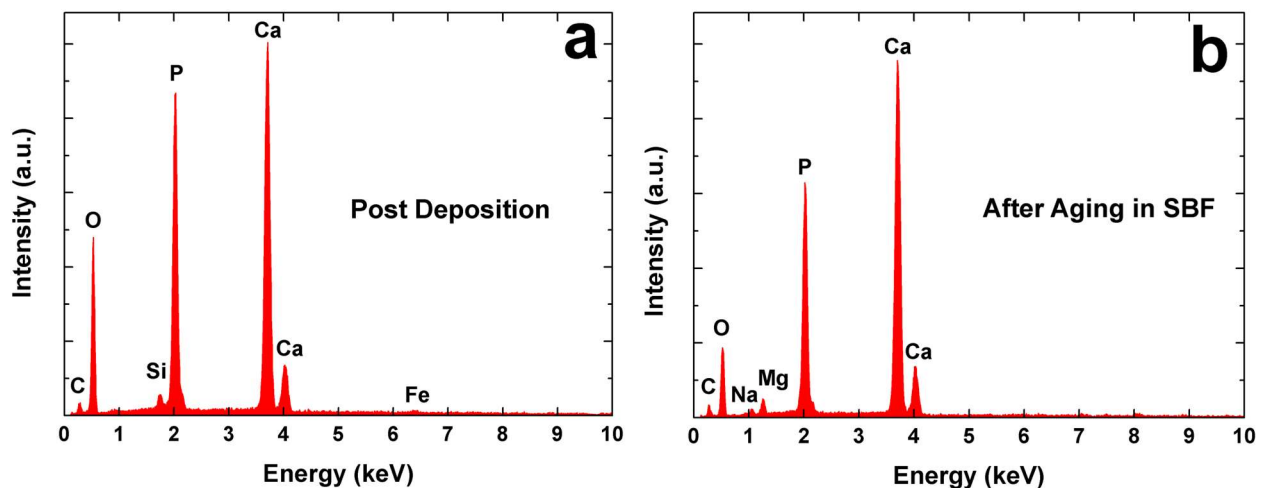 a
Ca
P
O
Post Deposition
Ca
Si
C
Fe
Intensity (a.u.)
0 1 2 3 4 5 6 7 8 9 10
Energy (keV)
b
Ca
P
After Aging in SBF
O
Ca
C
Na
Mg
Intensity (a.u.)
0 1 2 3 4 5 6 7 8 9 10
Energy (keV)